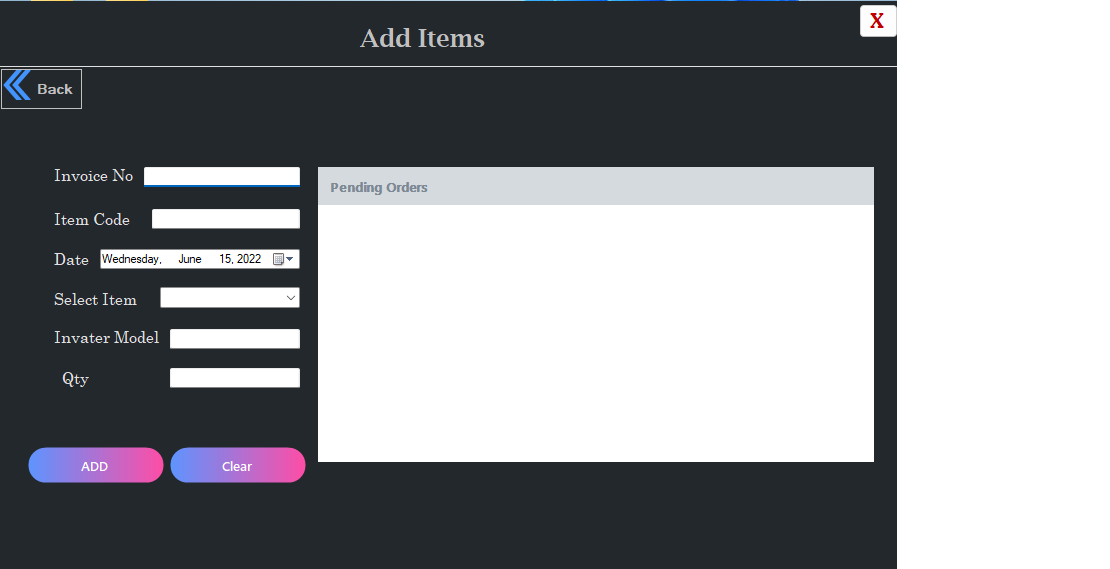 X
Add Items
Back
Invoice No
Pending Orders
Item Code
Date Wednesday, June 15, 2022
Select Item
Invater Model
Qty
ADD
Clear